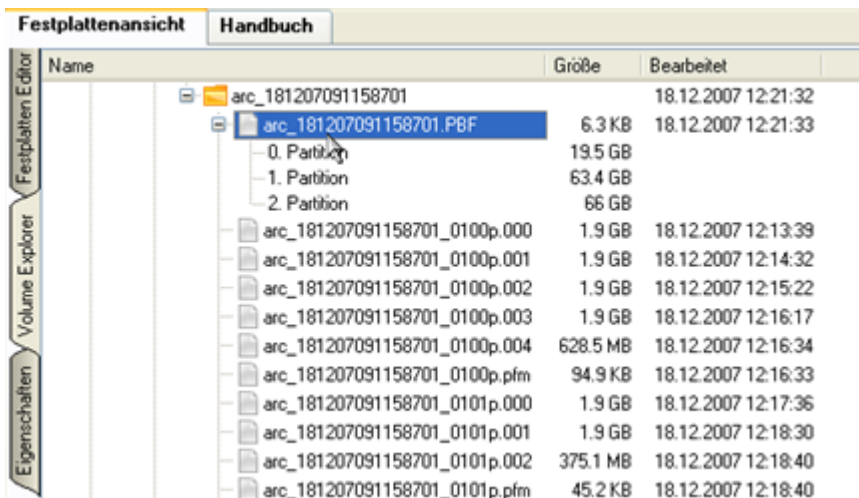 Festplattenansicht Handbuch
Name Größe Bearbeitet
arc_181207091158701 18.12.2007 12:21:32
arc_181207091158701.PBF 6.3 KB 18.12.2007 12:21:33
0. Partition 19.5 GB
1. Partition 63.4 GB
2. Partition 66 GB
arc_181207091158701_0100p.000 1.9 GB 18.12.2007 12:13:39
arc_181207091158701_0100p.001 1.9 GB 18.12.2007 12:14:32
arc_181207091158701_0100p.002 1.9 GB 18.12.2007 12:15:22
arc_181207091158701_0100p.003 1.9 GB 18.12.2007 12:16:17
arc_181207091158701_0100p.004 628.5 MB 18.12.2007 12:16:34
arc_181207091158701_0100p.pfm 94.9 KB 18.12.2007 12:16:33
arc_181207091158701_0101p.000 1.9 GB 18.12.2007 12:17:36
arc_181207091158701_0101p.001 1.9 GB 18.12.2007 12:18:30
arc_181207091158701_0101p.002 375.1 MB 18.12.2007 12:18:40
arc_181207091158701_0101p.pfm 45.2 KB 18.12.2007 12:18:40
Festplatten Editor
Volume Explorer
Eigenschaften